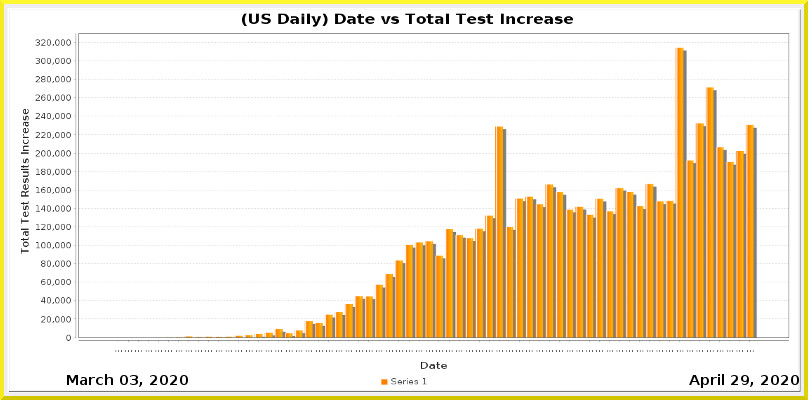 (US Daily) Date vs Total Test Increase
320,000
300,000
280,000
260,000
240,000
220,000
200,000
180,000
160,000
140,000
120,000
100,000
80,000
60,000
40,000
20,000
0
Total Test Results Increase
Date
March 03, 2020
Series 1
April 29, 2020